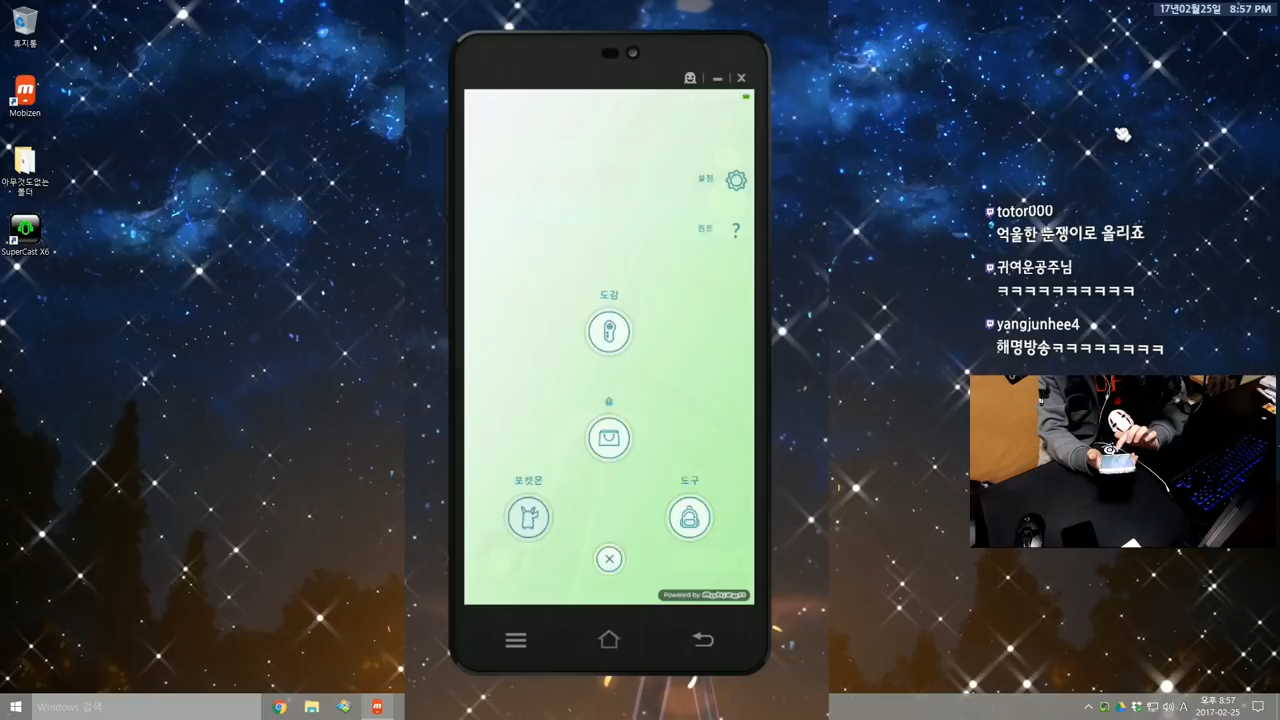 17년02월25일 8:57 PM
휴지통
Mobizen
아무것도없는
폴더
SuperCast X6
설정
힌트
도감
숍
포켓몬
도구
Powered by Mobizen
totor000
억울한 눈쟁이로 올리죠
귀여운공주님
ㅋㅋㅋㅋㅋㅋㅋㅋㅋㅋ
yangjunhee4
해명방송ㅋㅋㅋㅋㅋㅋㅋ
Windows 검색
A
오후 8:57
2017-02-25